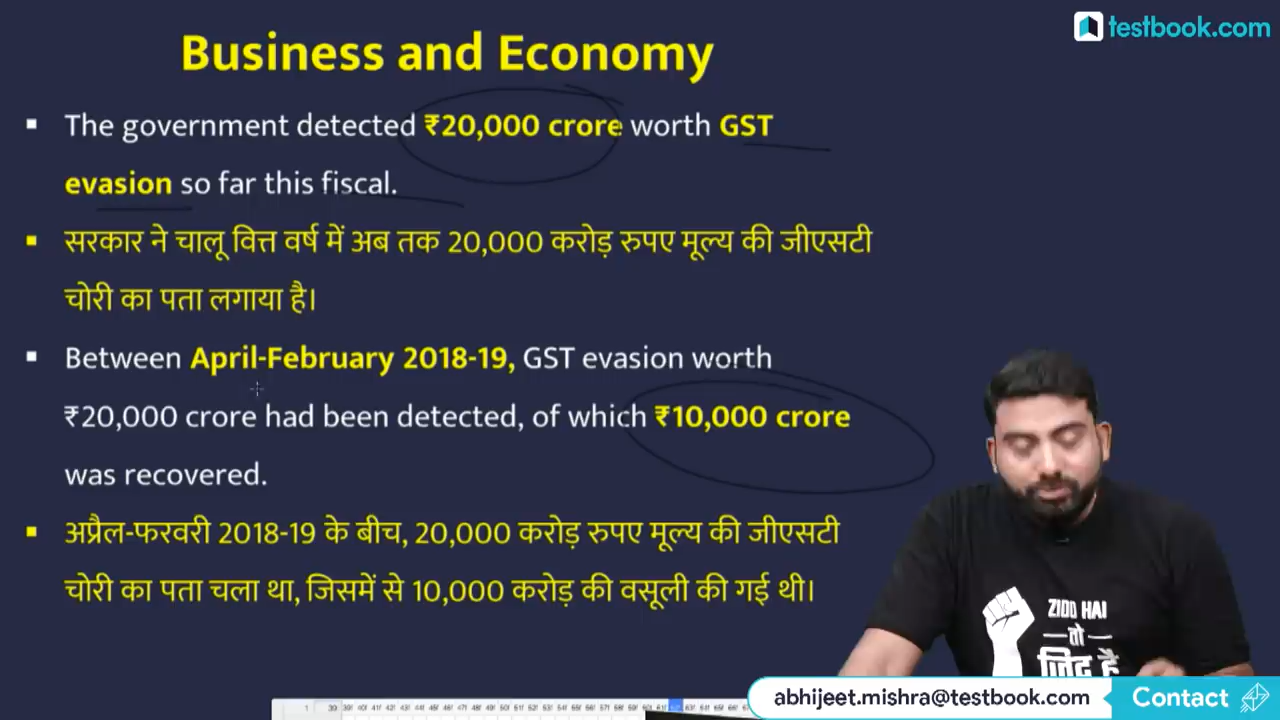 testbook.com
Business and Economy
▪ The government detected ₹20,000 crore worth GST
evasion so far this fiscal.
▪ सरकार ने चालू वित्त वर्ष में अब तक 20,000 करोड़ रुपए मूल्य की जीएसटी
चोरी का पता लगाया है।
▪ Between April-February 2018-19, GST evasion worth
₹20,000 crore had been detected, of which ₹10,000 crore
was recovered.
▪ अप्रैल-फरवरी 2018-19 के बीच, 20,000 करोड़ रुपए मूल्य की जीएसटी
चोरी का पता चला था, जिसमें से 10,000 करोड़ की वसूली की गई थी।
ZIDD HAI
तो
जिद है
abhijeet.mishra@testbook.com Contact